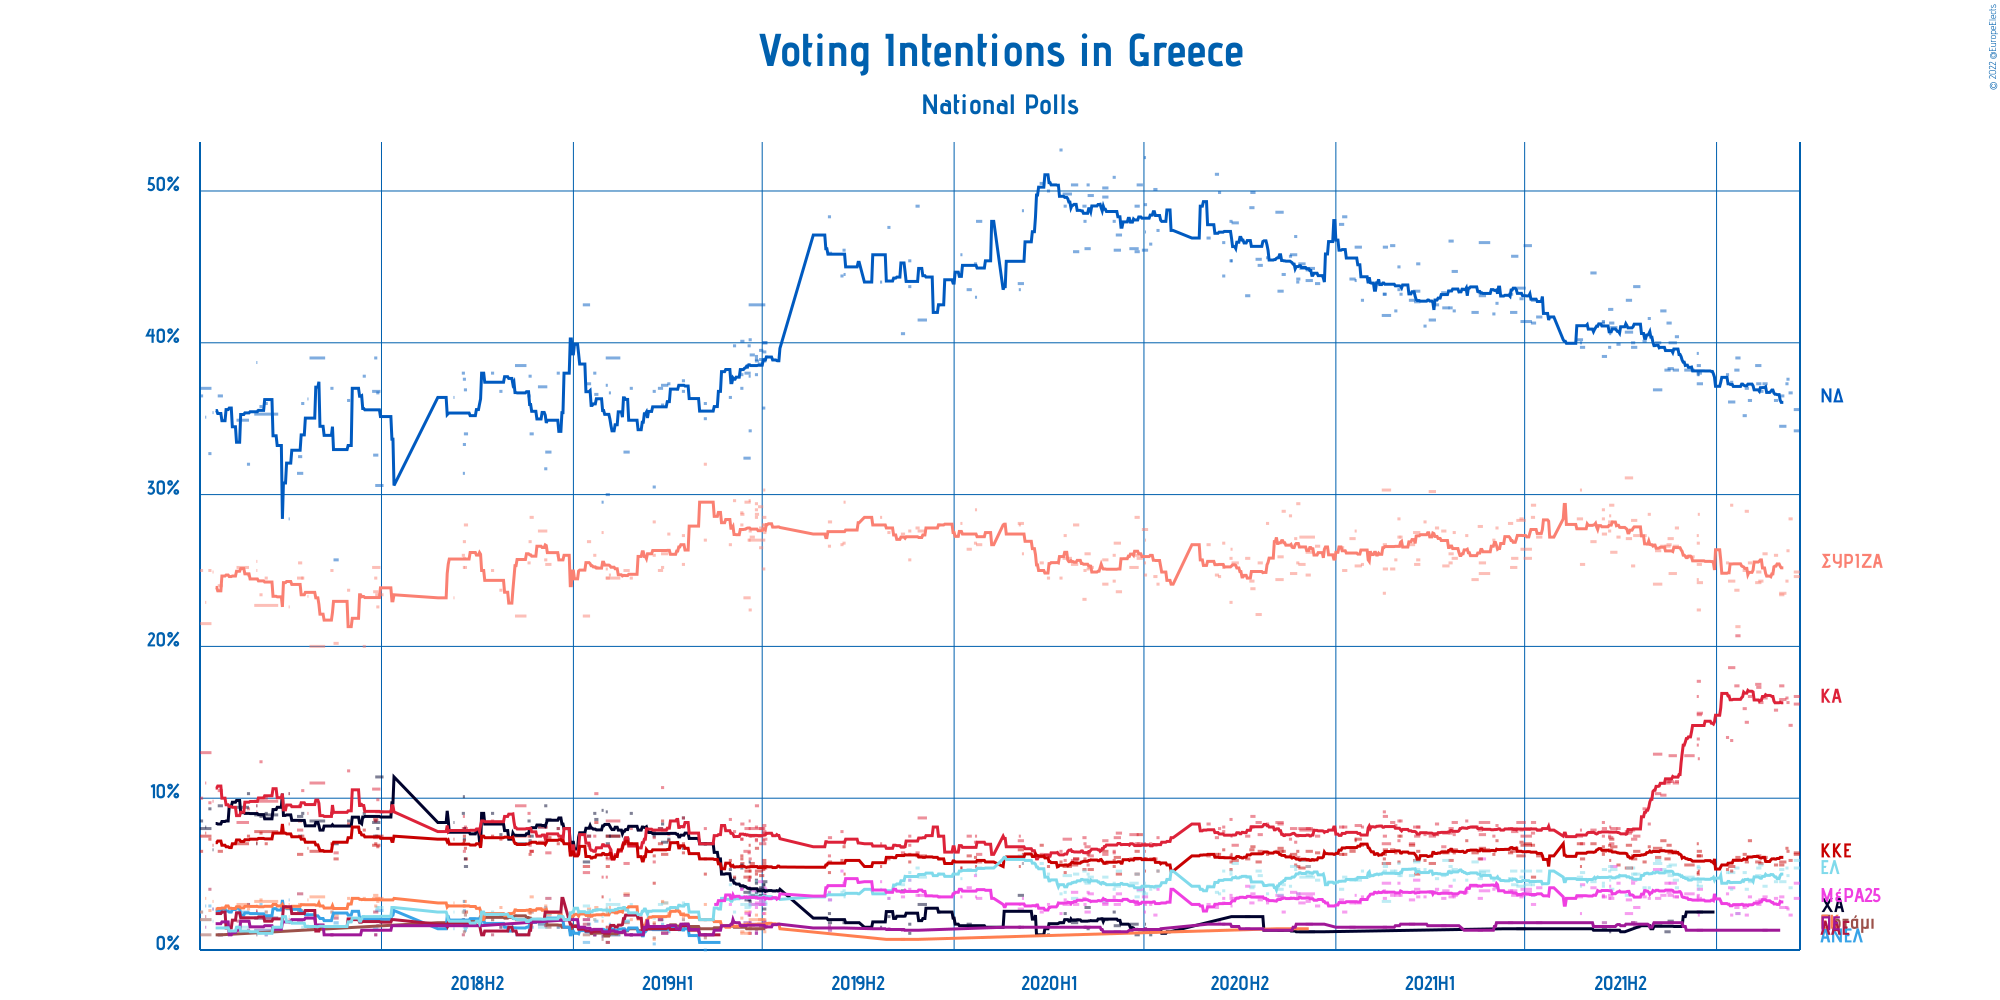 Voting Intentions in Greece
National Polls
© 2022 @EuropeElects
50%
40%
30%
20%
10%
0%
ΝΔ
ΣΥΡΙΖΑ
ΚΑ
ΚΚΕ
ΕΛ
ΜέΡΑ25
ΧΑ
ΑΝΕΛ
2018H2
2019H1
2019H2
2020H1
2020H2
2021H1
2021H2